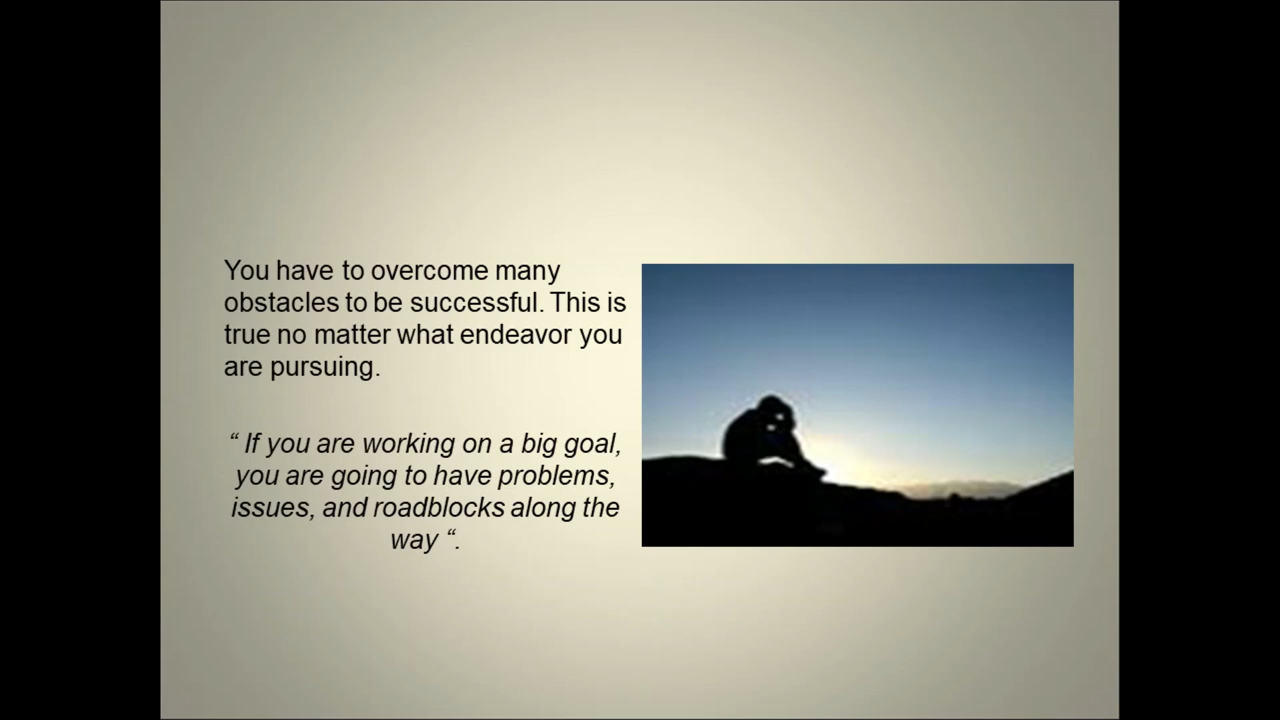 You have to overcome many
obstacles to be successful. This is
true no matter what endeavor you
are pursuing.
“ If you are working on a big goal,
you are going to have problems,
issues, and roadblocks along the
way “.